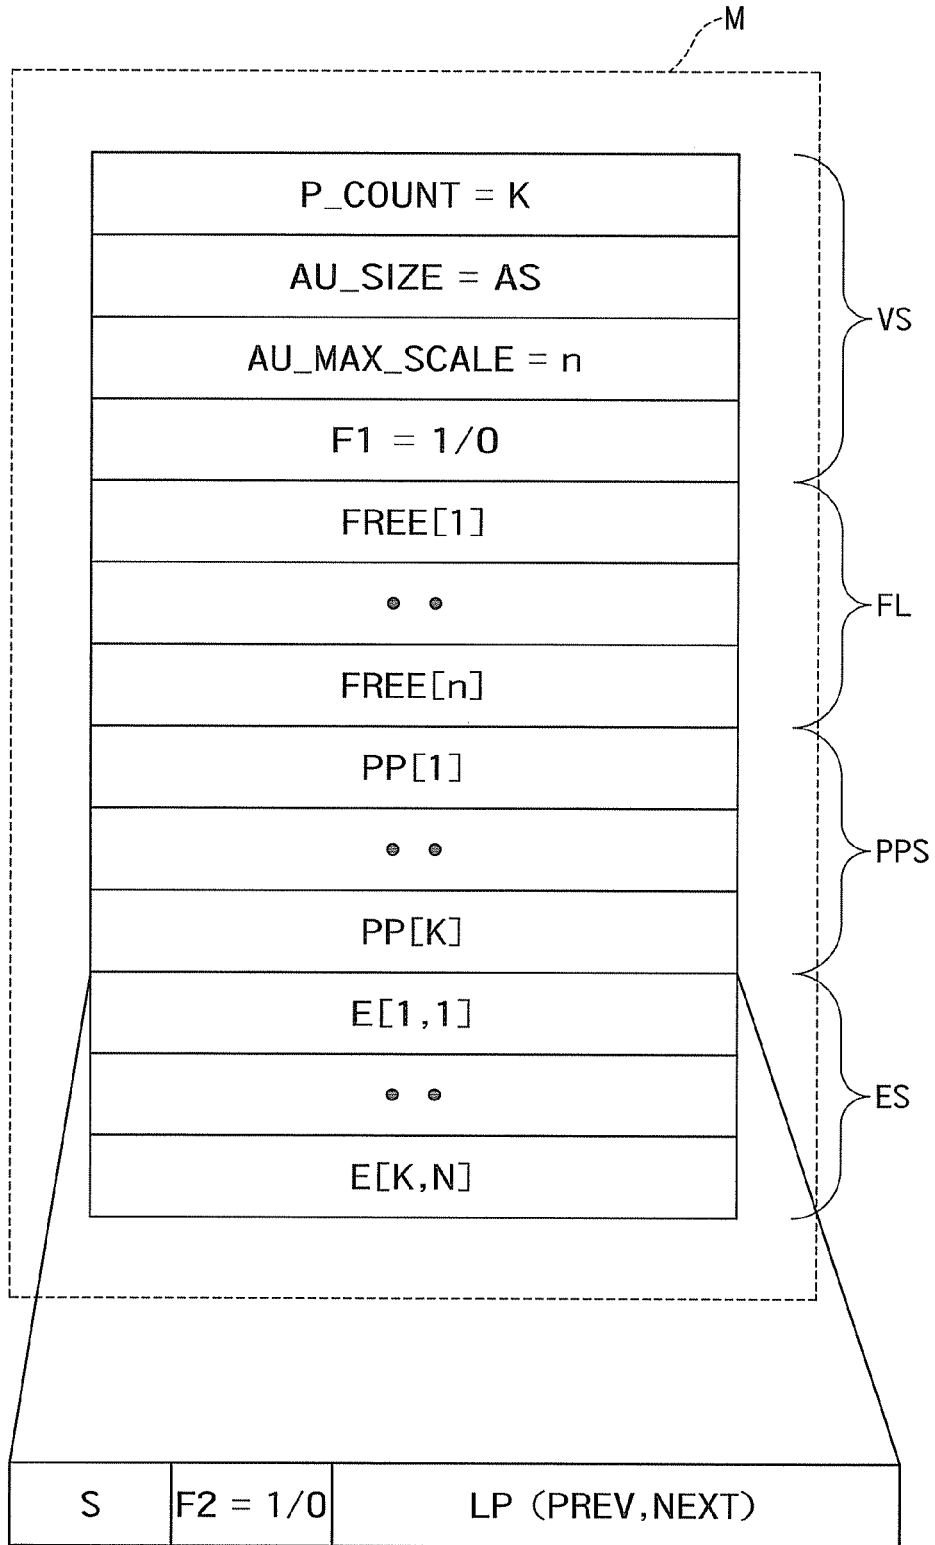 M
P_COUNT = K
AU_SIZE = AS
AU_MAX_SCALE = n
F1 = 1/0
VS
FREE[1]
FL
FREE[n]
PP[1]
PPS
PP[K]
E[1,1]
ES
E[K,N]
S
F2 = 1/0
LP (PREV,NEXT)